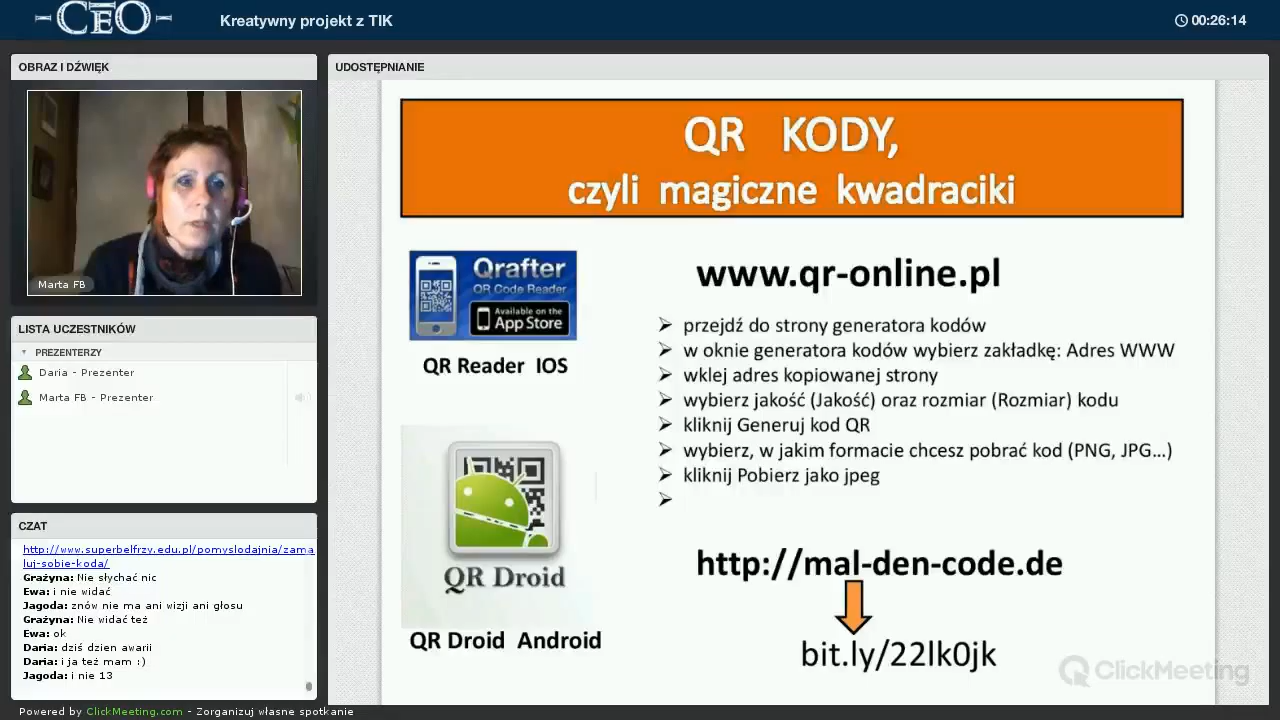 CEO
Kreatywny projekt z TIK
00:26:14
OBRAZ I DŹWIĘK
Marta FB
LISTA UCZESTNIKÓW
PREZENTERZY
Daria - Prezenter
Marta FB - Prezenter
CZAT
http://www.superbelfrzy.edu.pl/pomyslodajnia/zama
luj-sobie-koda/
Grażyna: Nie słychać nic
Ewa: i nie widać
Jagoda: znów nie ma ani wizji ani głosu
Grażyna: Nie widać też
Ewa: ok
Daria: dziś dzien awarii
Daria: i ja też mam :)
Jagoda: i nie 13
UDOSTĘPNIANIE
QR KODY,
czyli magiczne kwadraciki
Qrafter
QR Code Reader
Available on the
App Store
QR Reader IOS
QR Droid
QR Droid Android
www.qr-online.pl
przejdź do strony generatora kodów
w oknie generatora kodów wybierz zakładkę: Adres WWW
wklej adres kopiowanej strony
wybierz jakość (Jakość) oraz rozmiar (Rozmiar) kodu
kliknij Generuj kod QR
wybierz, w jakim formacie chcesz pobrać kod (PNG, JPG...)
kliknij Pobierz jako jpeg
http://mal-den-code.de
bit.ly/22lk0jk
ClickMeeting
Powered by ClickMeeting.com - Zorganizuj własne spotkanie